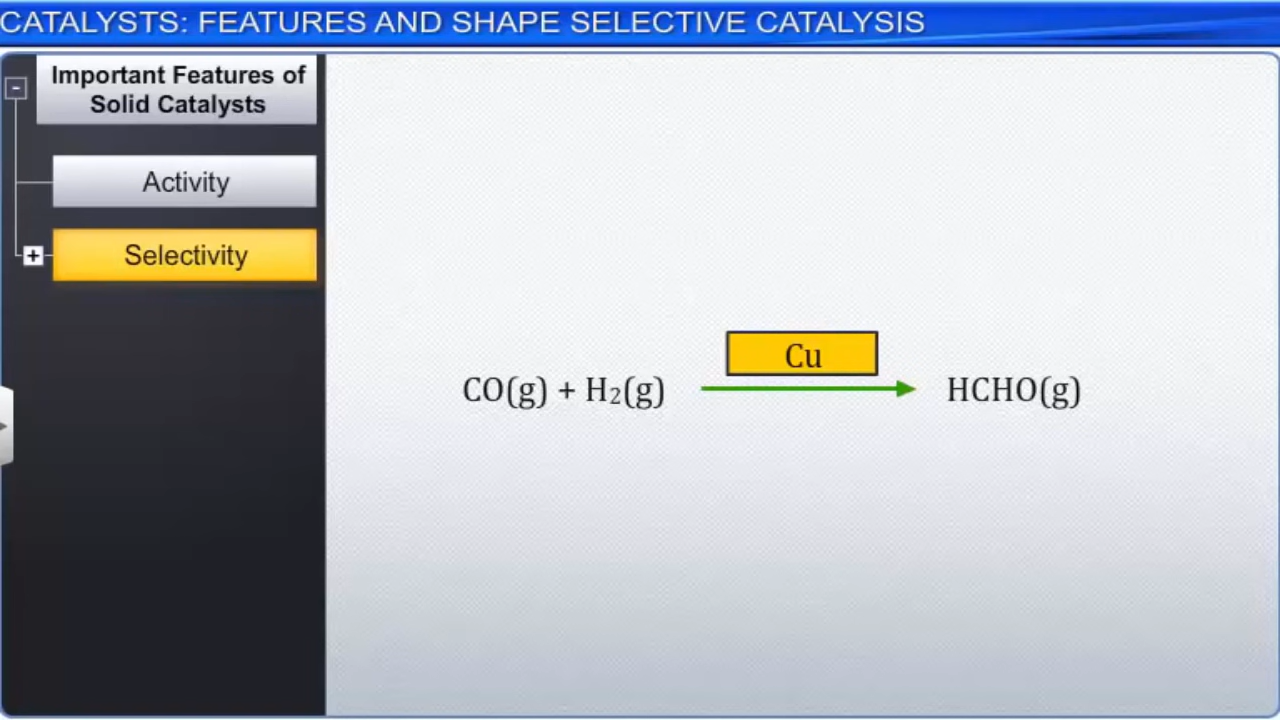 CATALYSTS: FEATURES AND SHAPE SELECTIVE CATALYSIS
Important Features of
Solid Catalysts
Activity
Selectivity
Cu
CO(g) + H₂(g) HCHO(g)